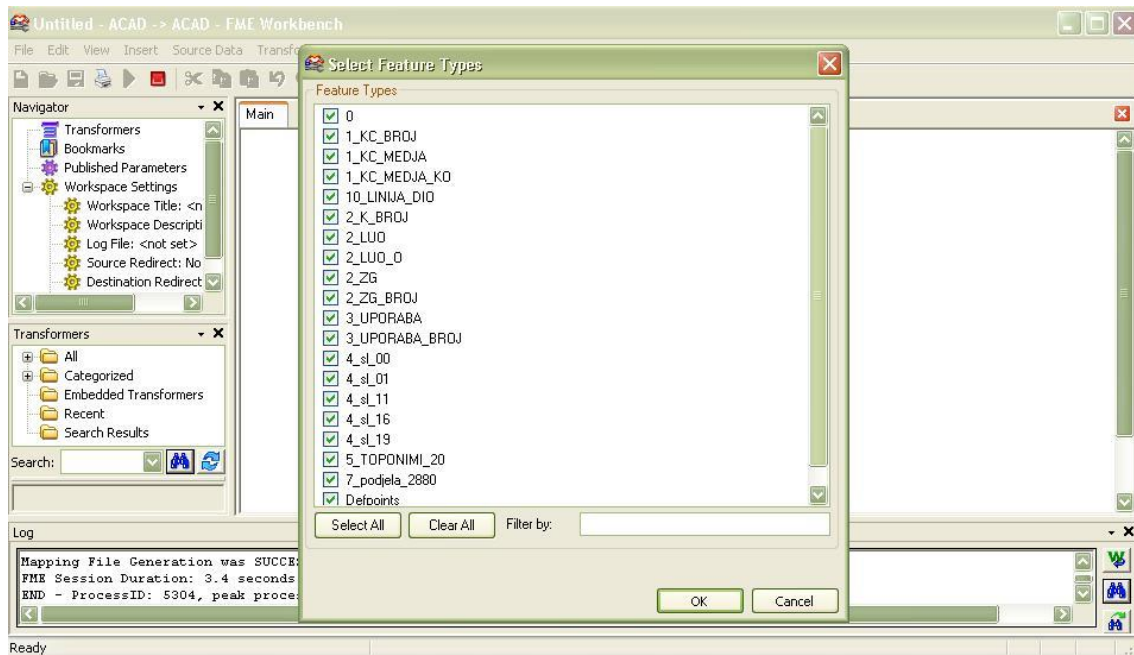 Untitled - ACAD -> ACAD - FME Workbench
File Edit View Insert Source Data Transfo
Navigator
Transformers
Bookmarks
Published Parameters
Workspace Settings
Workspace Title: <n
Workspace Descripti
Log File: <not set>
Source Redirect: No
Destination Redirect
Transformers
All
Categorized
Embedded Transformers
Recent
Search Results
Search:
Main
Select Feature Types
Feature Types
0
1_KC_BROJ
1_KC_MEDJA
1_KC_MEDJA_KO
10_LINIJA_DIO
2_K_BROJ
2_LUO
2_LUO_O
2_ZG
2_ZG_BROJ
3_UPORABA
3_UPORABA_BROJ
4_sl_00
4_sl_01
4_sl_11
4_sl_16
4_sl_19
5_TOPONIMI_20
7_podjela_2880
Defpoints
Select All Clear All Filter by:
OK Cancel
Log
Mapping File Generation was SUCCE
FME Session Duration: 3.4 seconds
END - ProcessID: 5304, peak proce
Ready